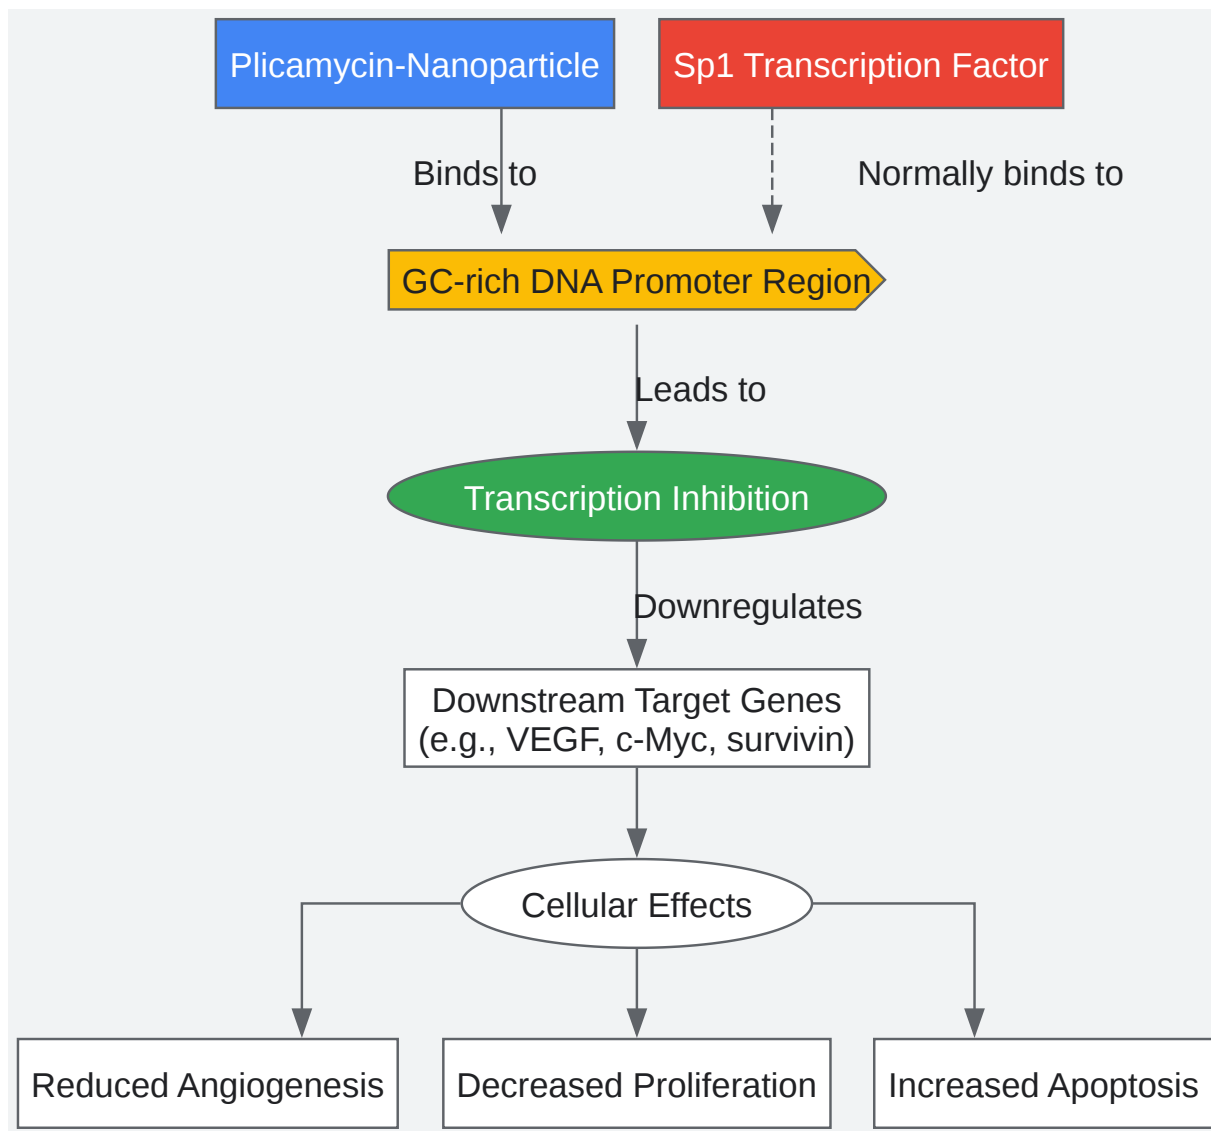 Plicamycin-Nanoparticle
Sp1 Transcription Factor
Binds to
Normally binds to
GC-rich DNA Promoter Region
Leads to
Transcription Inhibition
Downregulates
Downstream Target Genes
(e.g., VEGF, c-Myc, survivin)
Cellular Effects
Reduced Angiogenesis
Decreased Proliferation
Increased Apoptosis